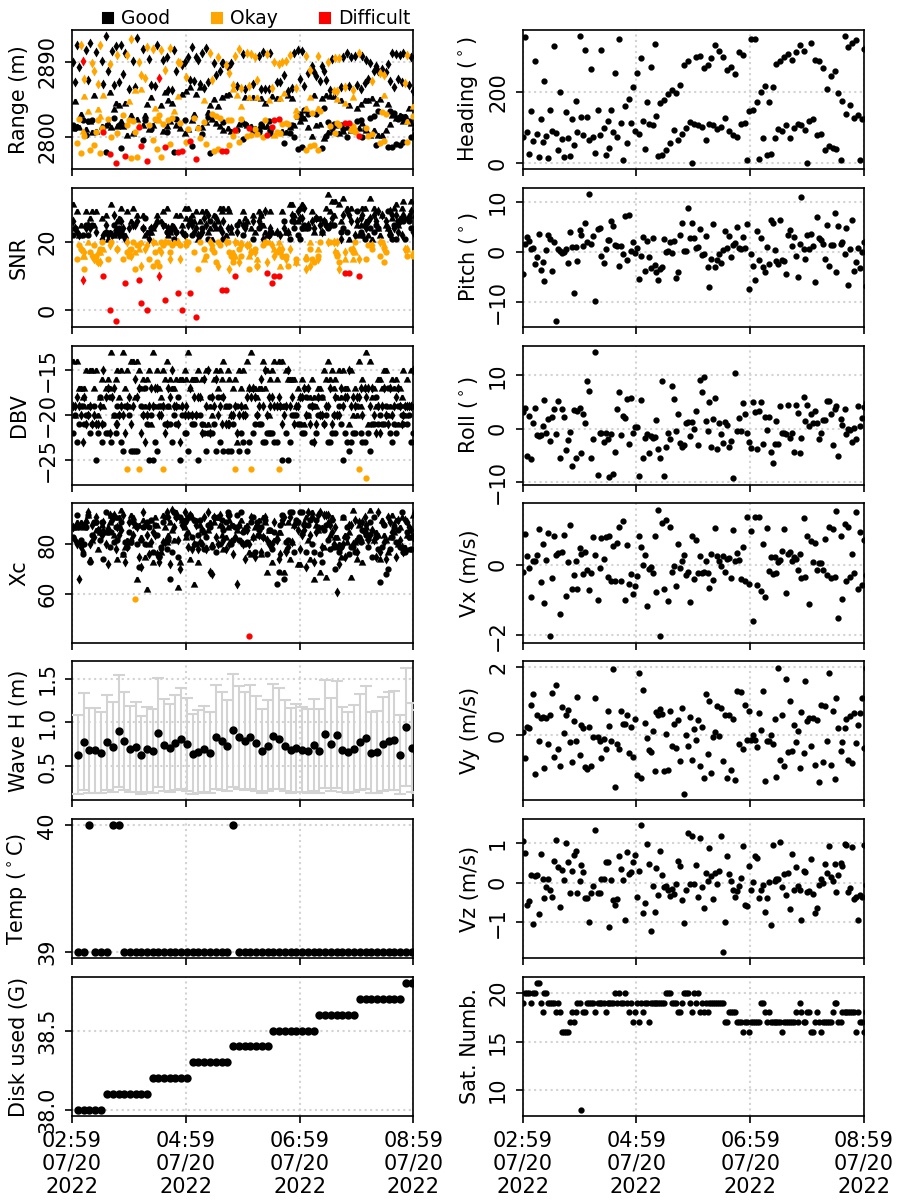 Good Okay Difficult
Range (m)
2890
2800
Heading (°)
200
0
SNR
20
0
Pitch (°)
10
0
−10
DBV
−15
−20
−25
Roll (°)
10
0
−10
Xc
80
60
Vx (m/s)
0
−2
Wave H (m)
1.5
1.0
0.5
Vy (m/s)
2
0
Temp (°C)
40
39
Vz (m/s)
1
0
−1
Disk used (G)
38.5
38.0
Sat. Numb.
20
15
10
02:59 04:59 06:59 08:59 02:59 04:59 06:59 08:59
07/20 07/20 07/20 07/20 07/20 07/20 07/20 07/20
2022 2022 2022 2022 2022 2022 2022 2022